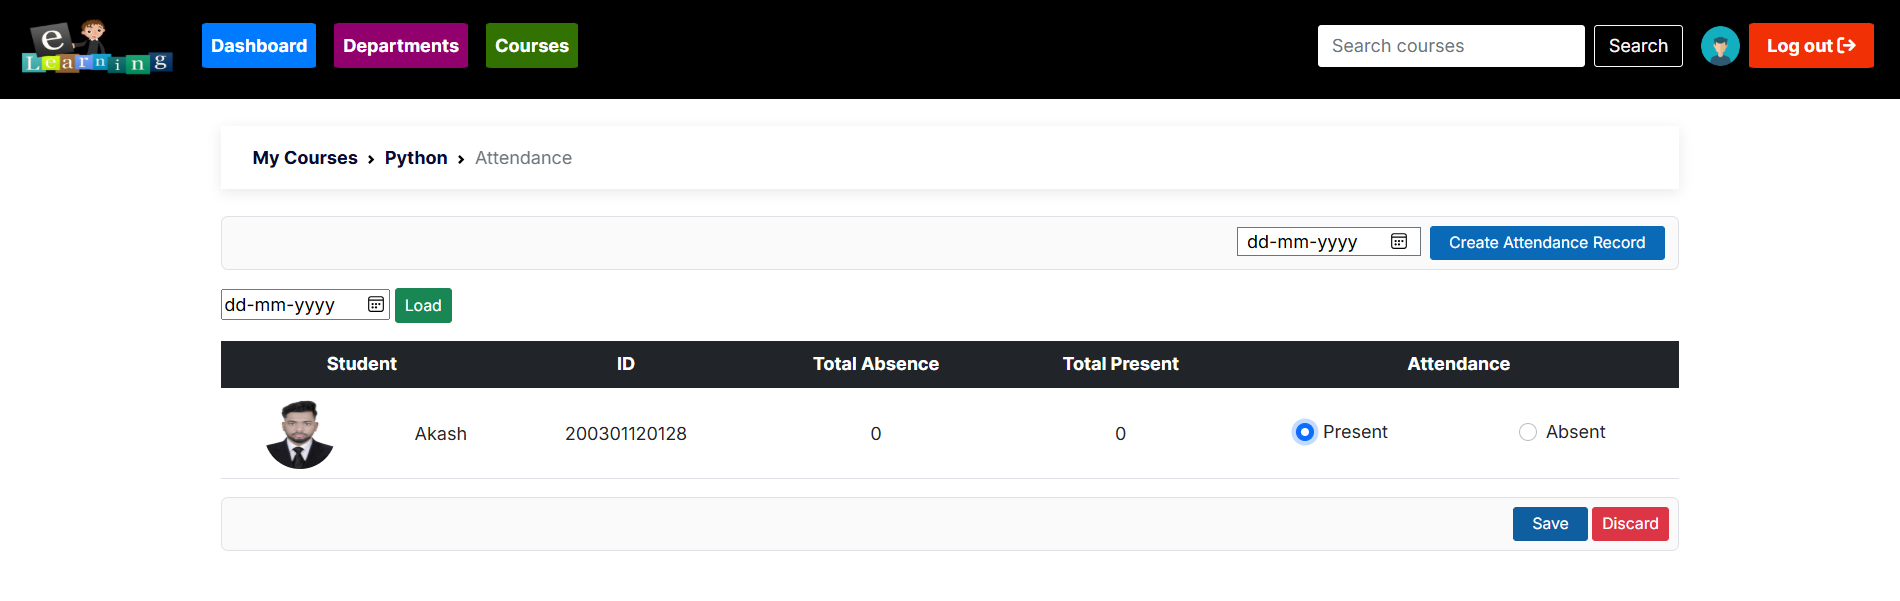 e
Learning
Dashboard Departments Courses Search courses Search Log out
My Courses › Python › Attendance
dd-mm-yyyy Create Attendance Record
dd-mm-yyyy Load
Student ID Total Absence Total Present Attendance
Akash 200301120128 0 0 Present Absent
Save Discard